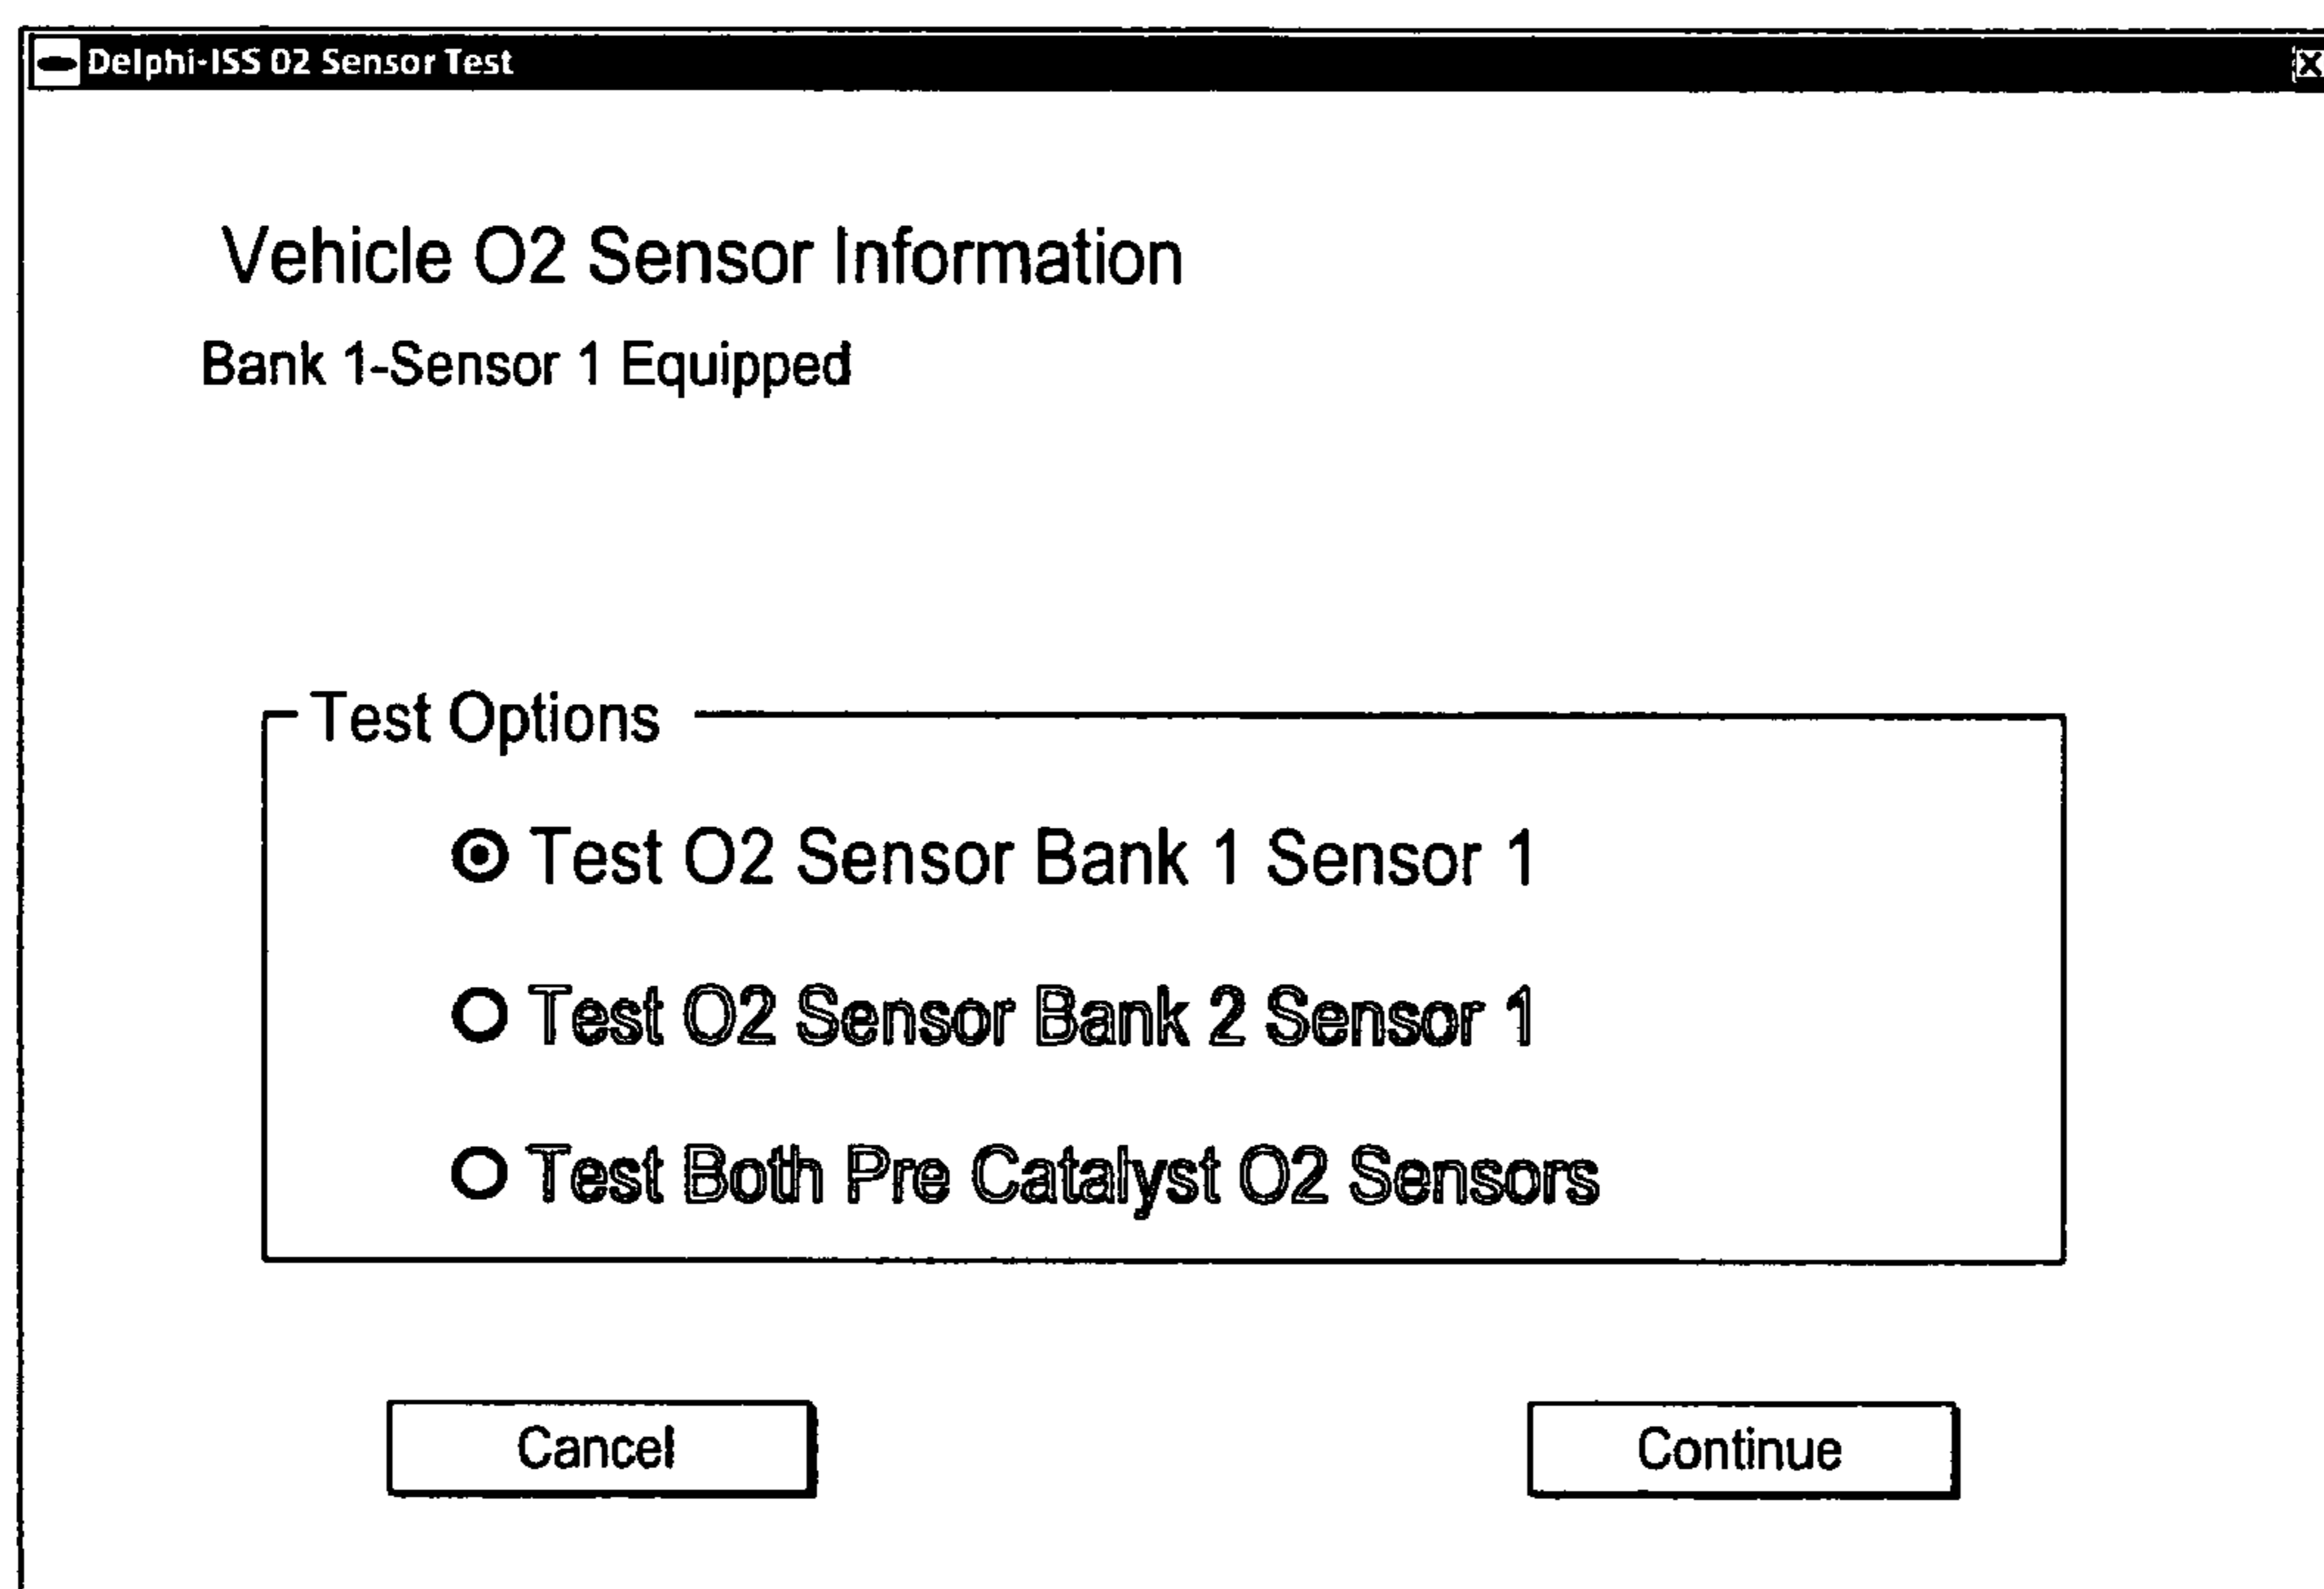 Delphi-ISS 02 Sensor Test
Vehicle O2 Sensor Information
Bank 1-Sensor 1 Equipped
Test Options
Test O2 Sensor Bank 1 Sensor 1
Test O2 Sensor Bank 2 Sensor 1
Test Both Pre Catalyst O2 Sensors
Cancel
Continue